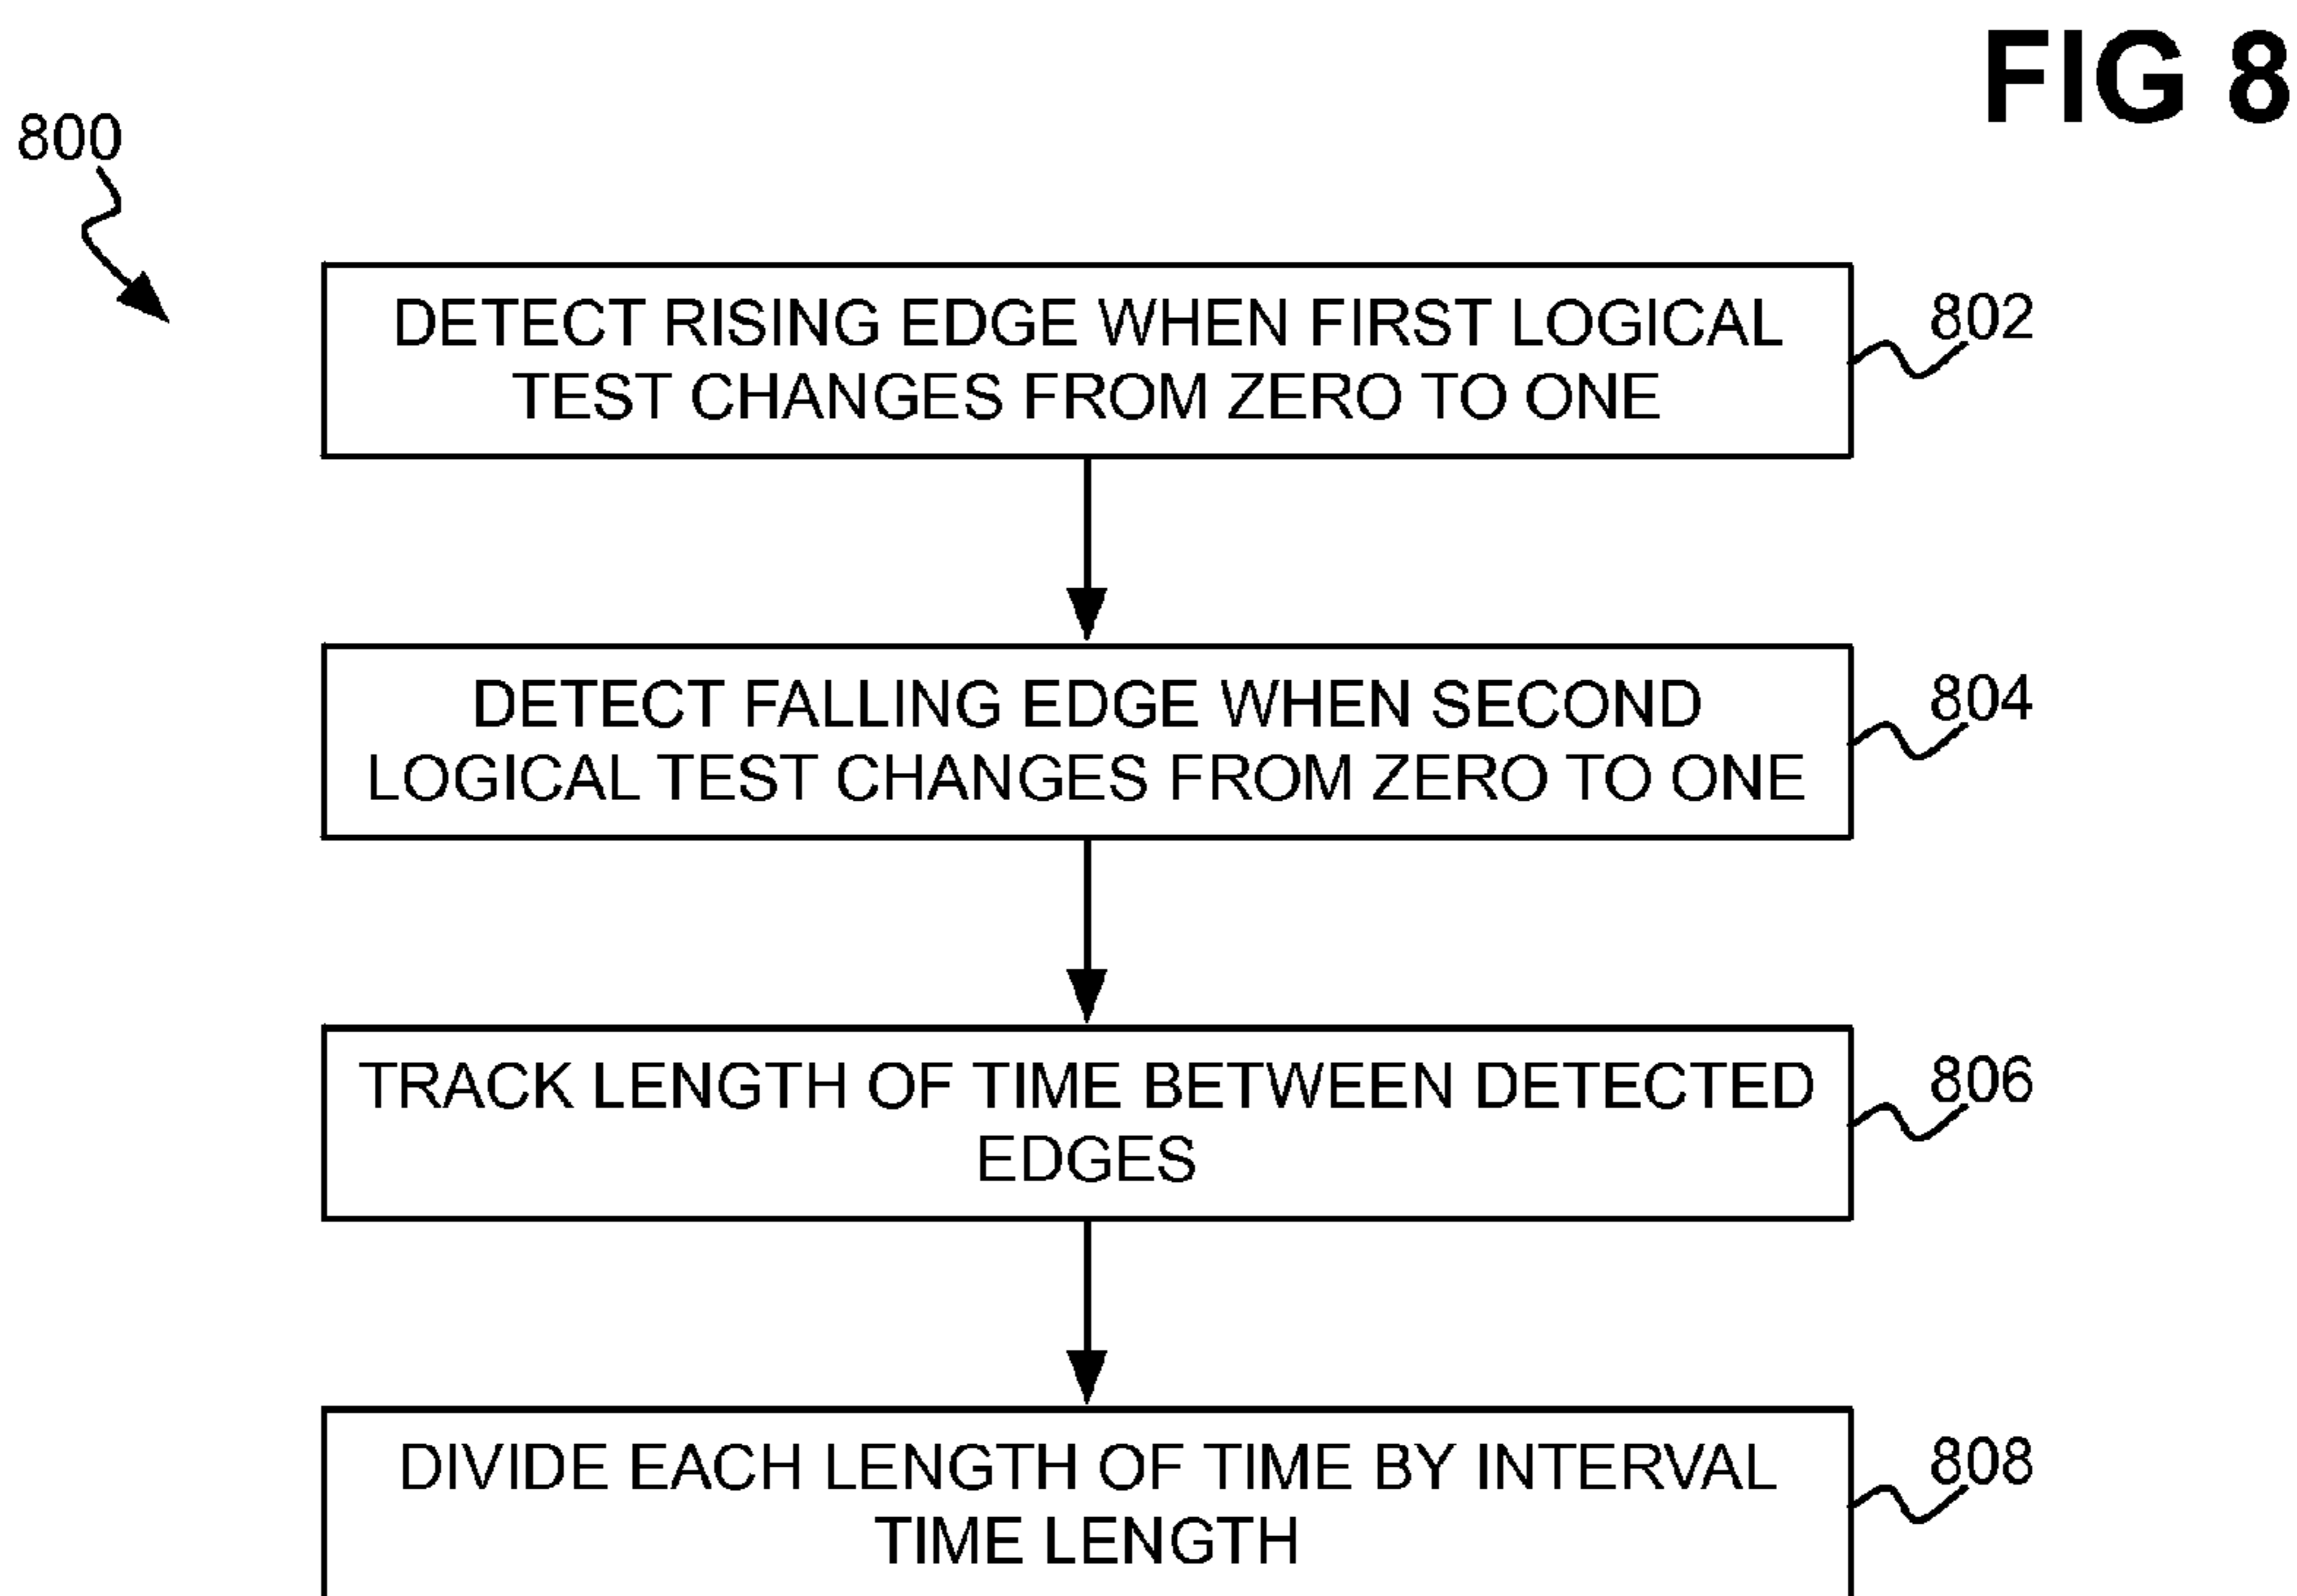 FIG 8
800
DETECT RISING EDGE WHEN FIRST LOGICAL
TEST CHANGES FROM ZERO TO ONE
802
DETECT FALLING EDGE WHEN SECOND
LOGICAL TEST CHANGES FROM ZERO TO ONE
804
TRACK LENGTH OF TIME BETWEEN DETECTED
EDGES
806
DIVIDE EACH LENGTH OF TIME BY INTERVAL
TIME LENGTH
808